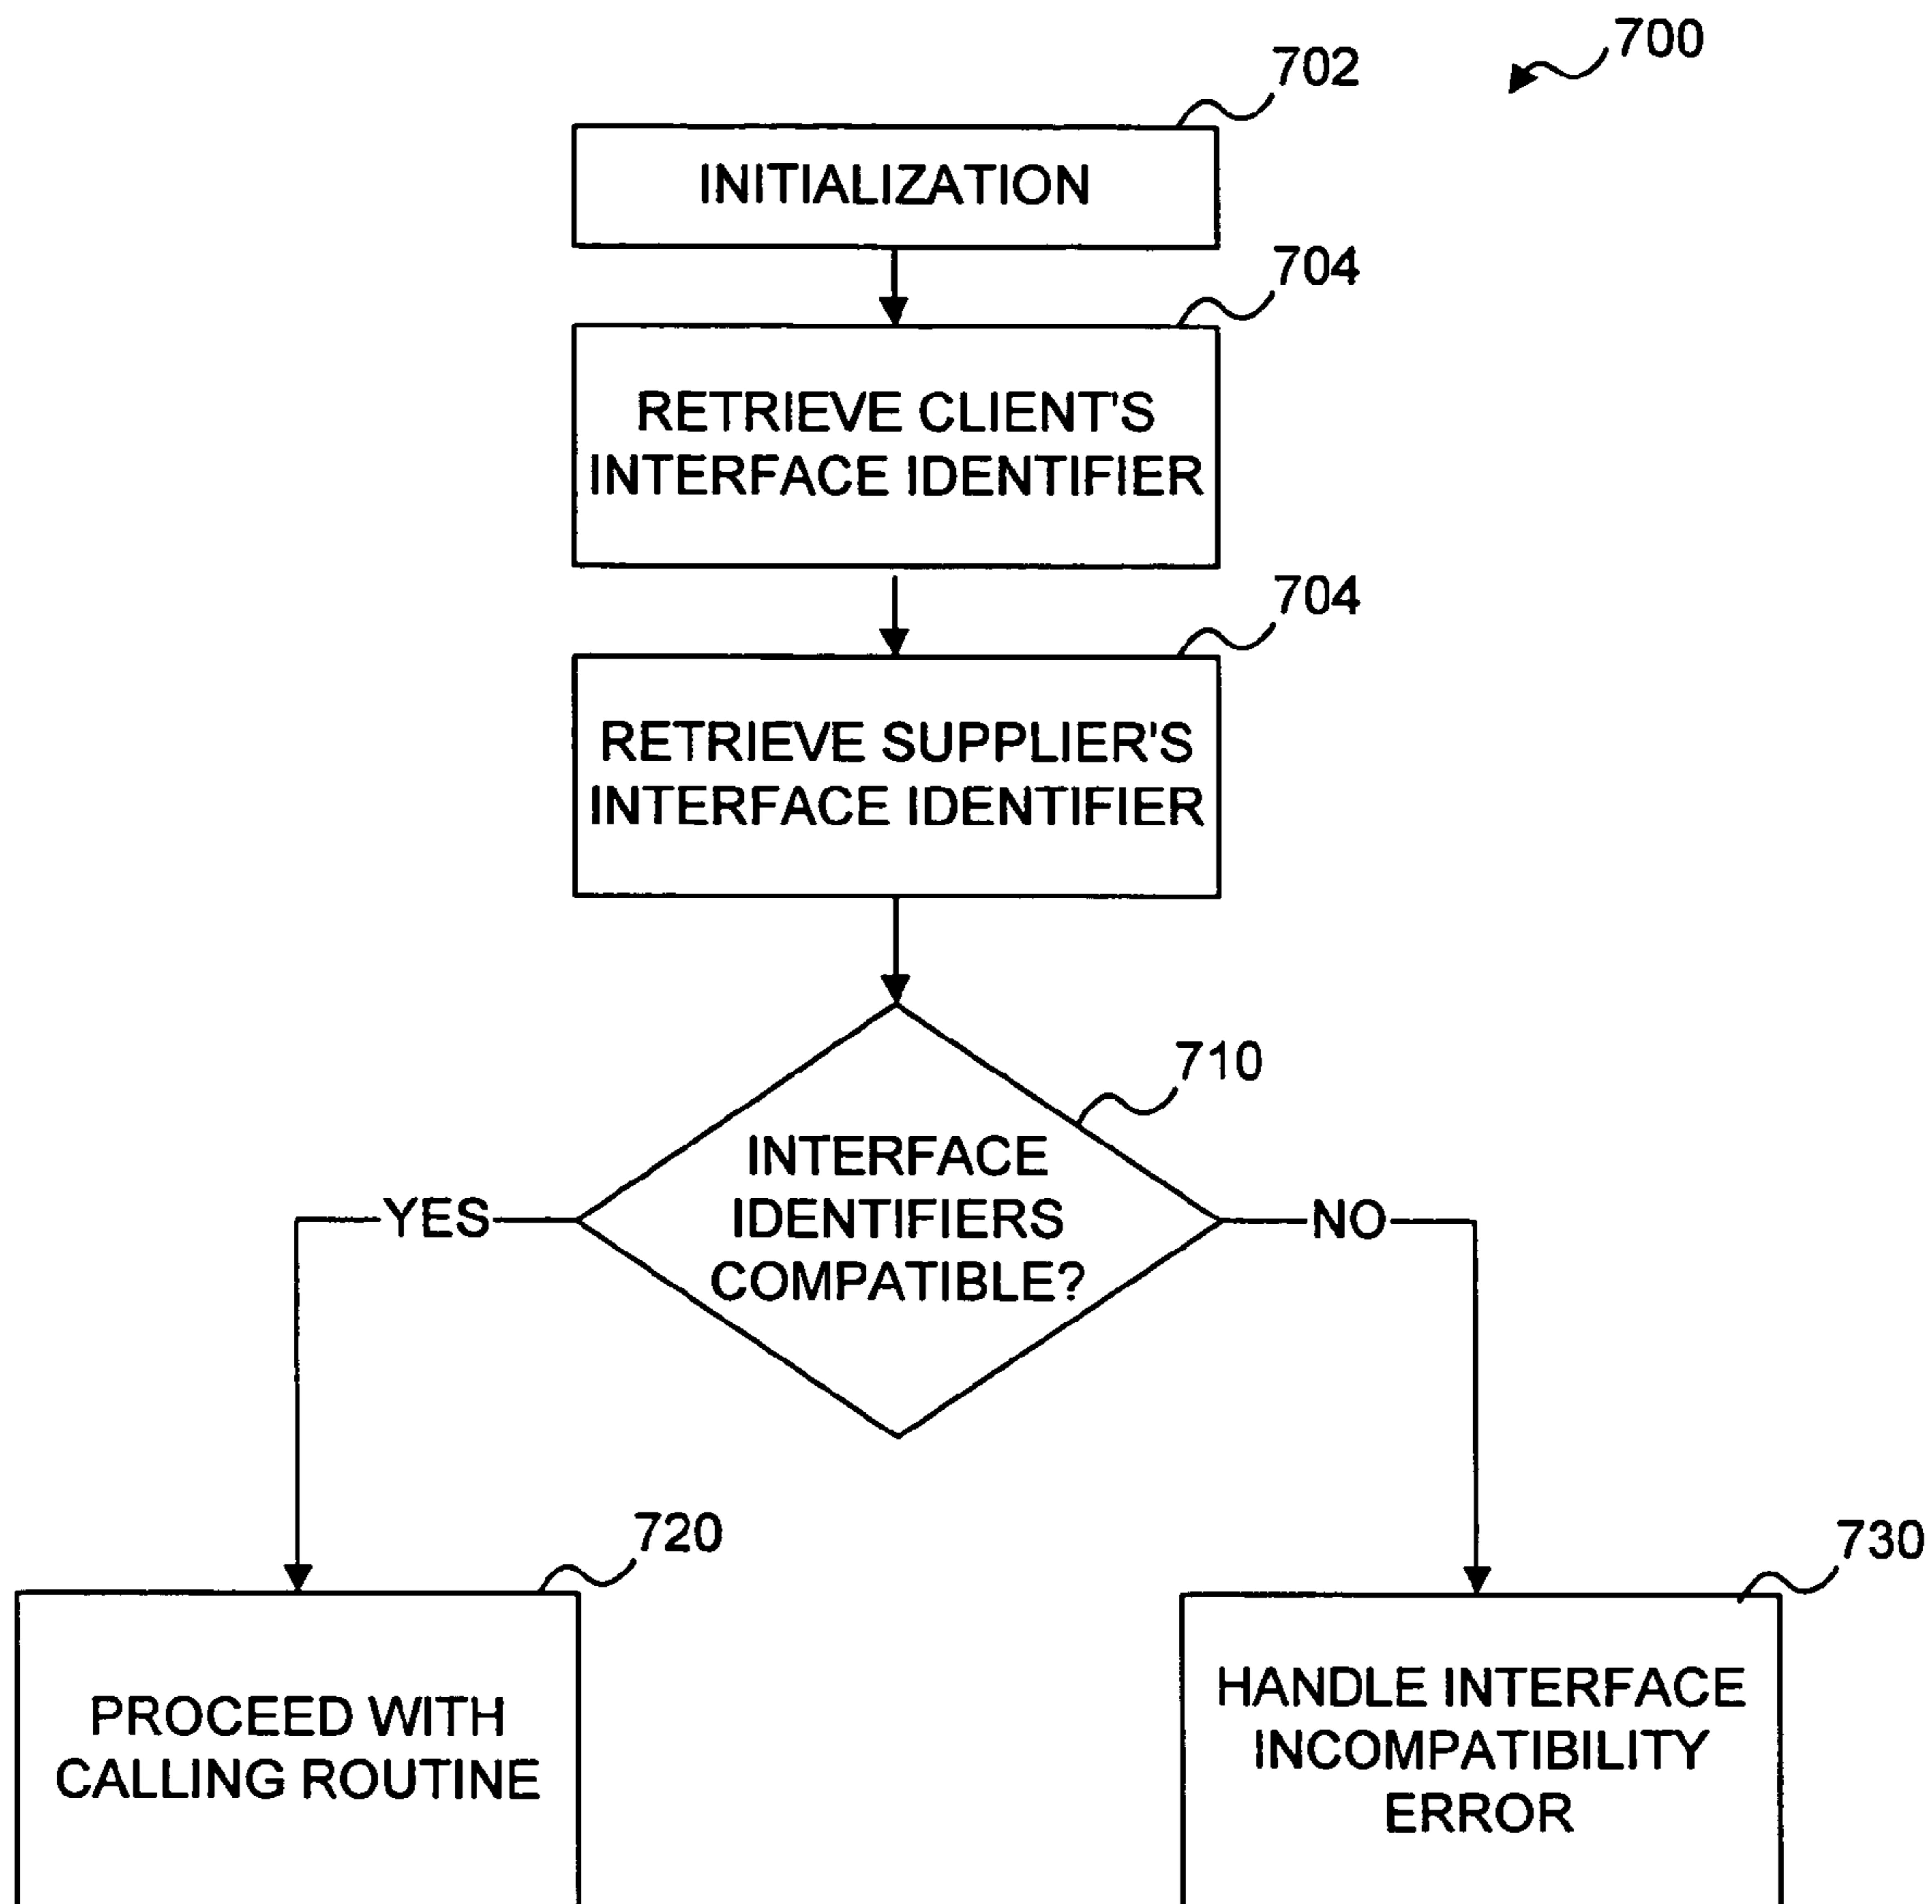 700
702
INITIALIZATION
704
RETRIEVE CLIENT'S
INTERFACE IDENTIFIER
704
RETRIEVE SUPPLIER'S
INTERFACE IDENTIFIER
710
INTERFACE
IDENTIFIERS
COMPATIBLE?
YES
NO
720
PROCEED WITH
CALLING ROUTINE
730
HANDLE INTERFACE
INCOMPATIBILITY
ERROR